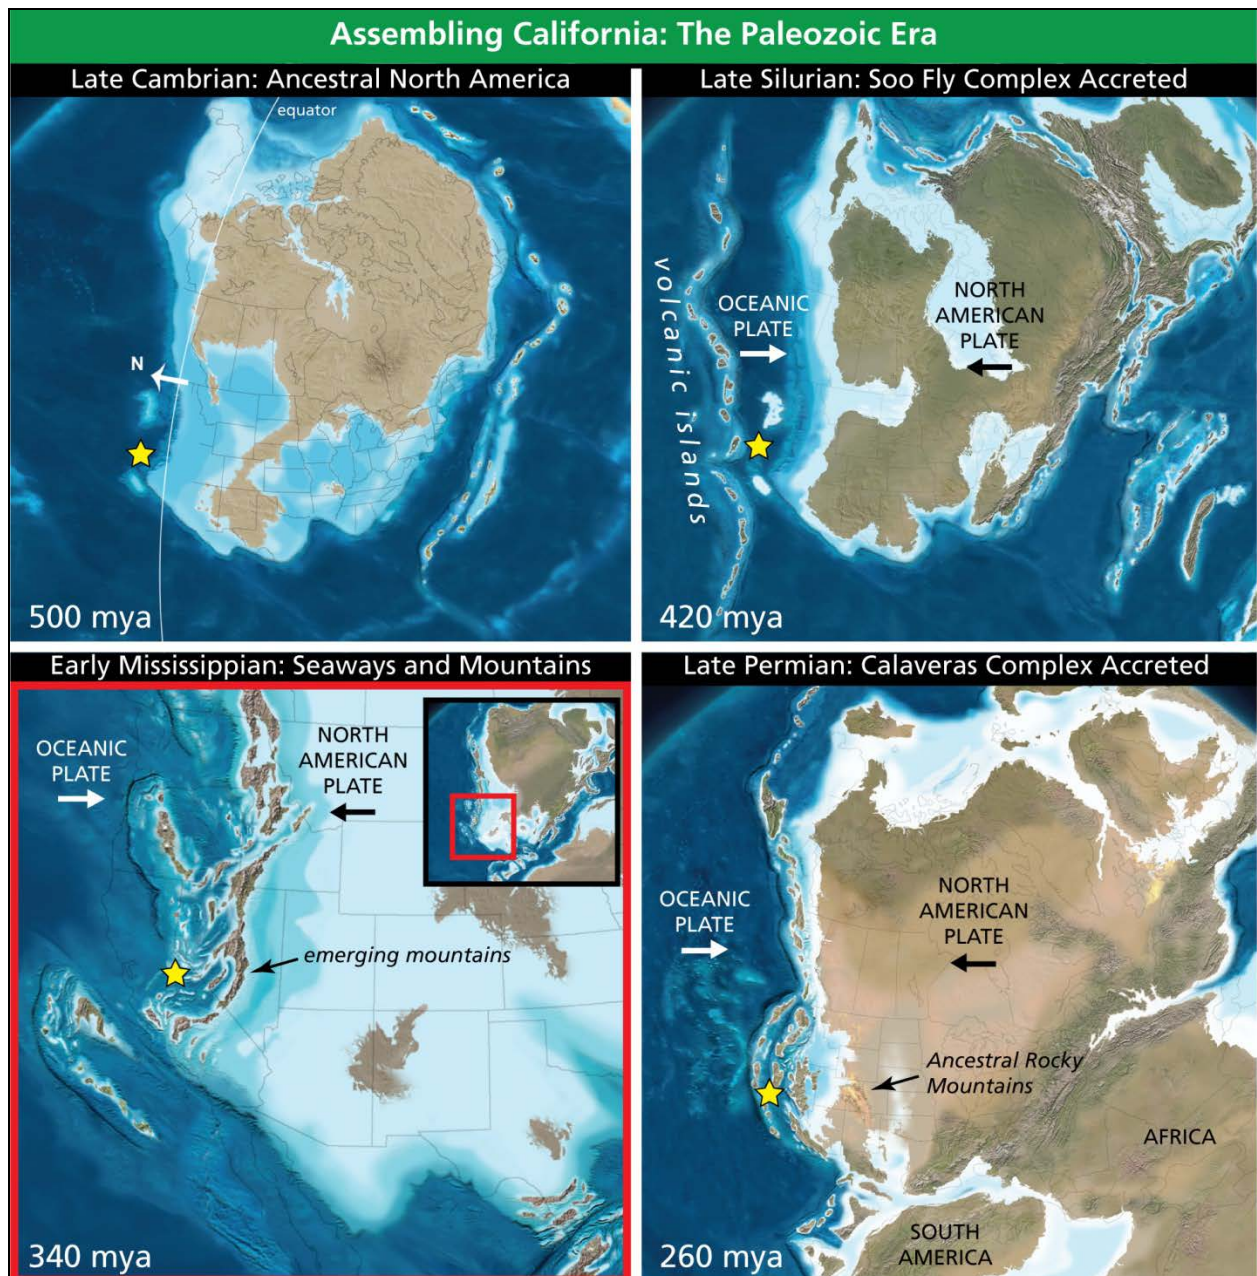 Assembling California: The Paleozoic Era
Late Cambrian: Ancestral North America
equator
N
500 mya
Late Silurian: Soo Fly Complex Accreted
volcanic islands
OCEANIC
PLATE
NORTH
AMERICAN
PLATE
420 mya
Early Mississippian: Seaways and Mountains
OCEANIC
PLATE
NORTH
AMERICAN
PLATE
emerging mountains
340 mya
Late Permian: Calaveras Complex Accreted
OCEANIC
PLATE
NORTH
AMERICAN
PLATE
Ancestral Rocky
Mountains
AFRICA
SOUTH
AMERICA
260 mya